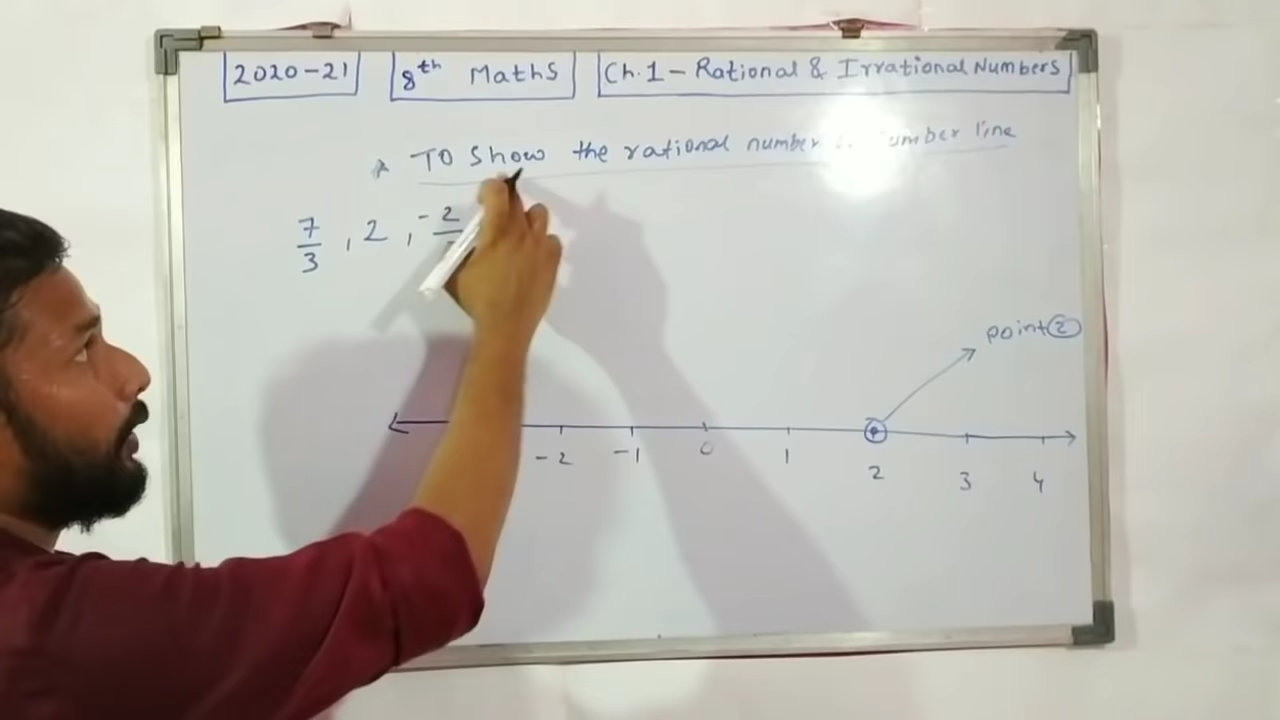 2020-21 8th Maths Ch.1 - Rational & Irrational Numbers
To show the rational number number line
7/3 , 2 , -2
point 2
-2 -1 0 1 2 3 4